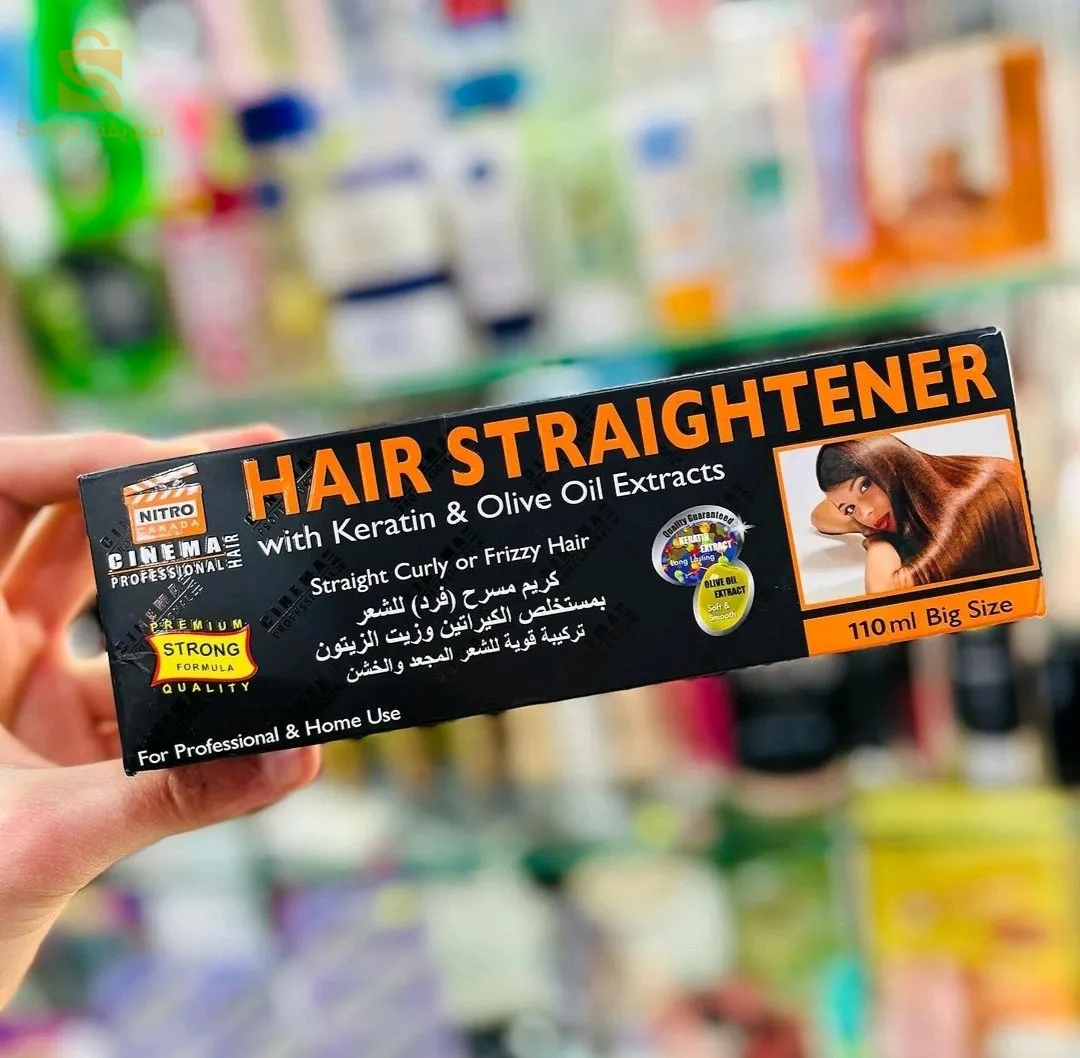 سويقة
HAIR STRAIGHTENER
with Keratin & Olive Oil Extracts
Straight Curly or Frizzy Hair
كريم مسرح (فرد) للشعر
بمستخلص الكيراتين وزيت الزيتون
تركيبة قوية للشعر المجعد والخشن
NITRO
CANADA
CINEMA
HAIR
PROFESSIONAL
PREMIUM
STRONG
FORMULA
QUALITY
For Professional & Home Use
Quality Guaranteed
KERATIN
EXTRACT
Long Lasting
OLIVE OIL
EXTRACT
Soft &
Smooth
110ml Big Size